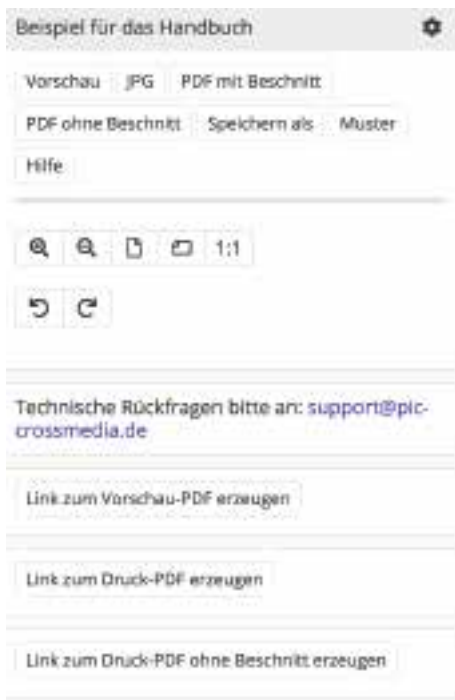 Beispiel für das Handbuch
Vorschau JPG PDF mit Beschnitt
PDF ohne Beschnitt Speichern als Muster
Hilfe
1:1
Technische Rückfragen bitte an: support@pic-
crossmedia.de
Link zum Vorschau-PDF erzeugen
Link zum Druck-PDF erzeugen
Link zum Druck-PDF ohne Beschnitt erzeugen